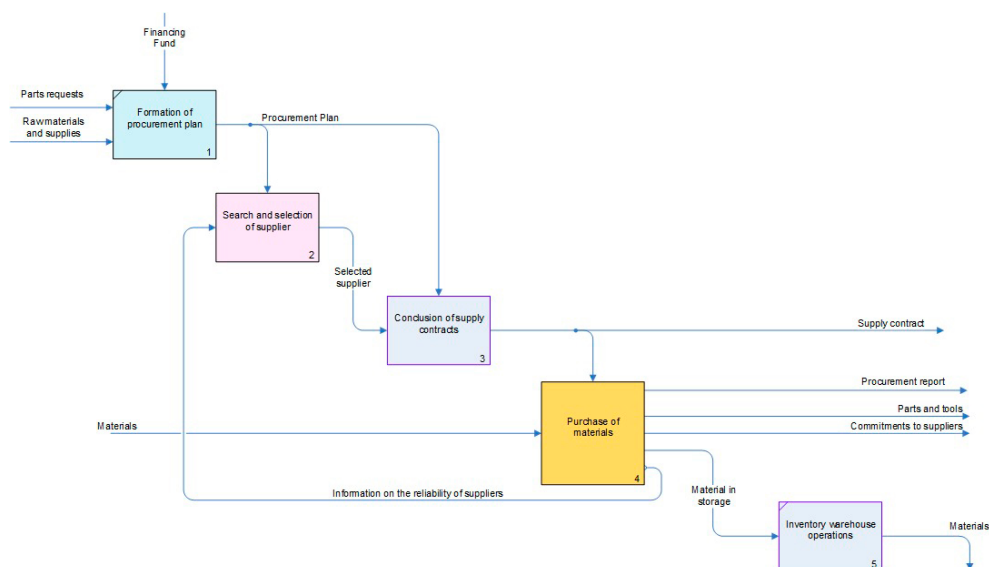 Financing
Fund
Parts requests
Rawmaterials
and supplies
Formation of
procurement plan
1
Procurement Plan
Search and selection
of supplier
2
Selected
supplier
Conclusion of supply
contracts
3
Supply contract
Procurement report
Parts and tools
Commitments to suppliers
Materials
Purchase of
materials
4
Information on the reliability of suppliers
Material in
storage
Inventory warehouse
operations
5
Materials